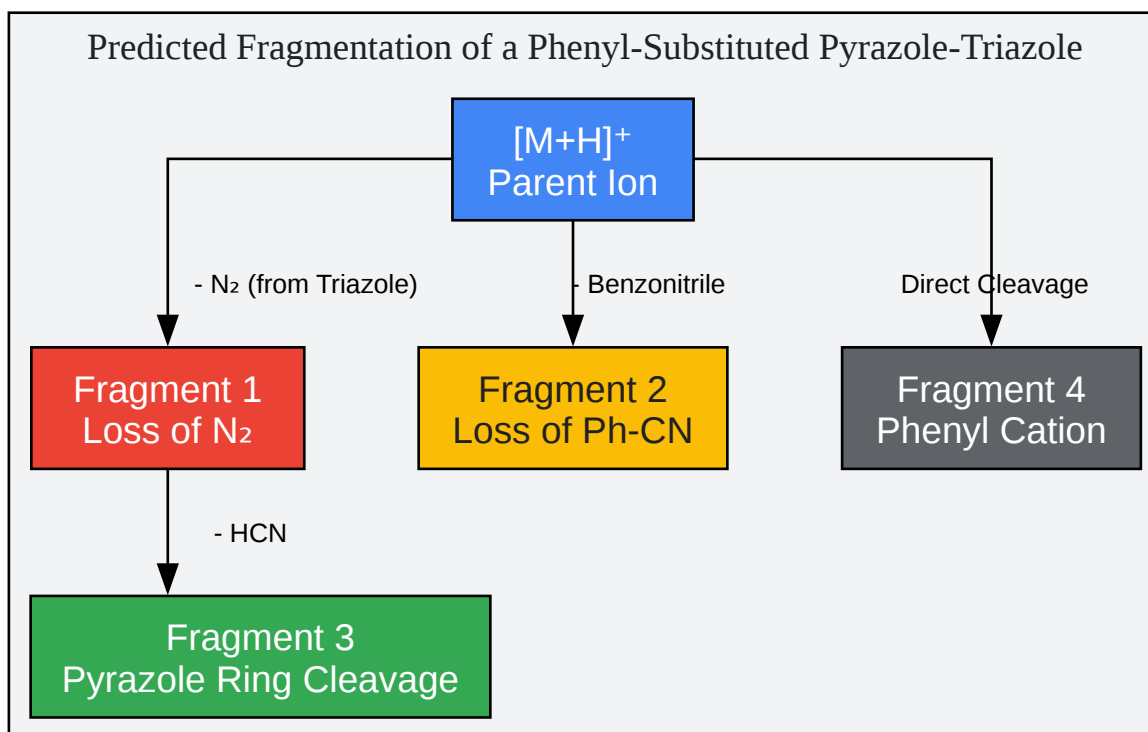 Predicted Fragmentation of a Phenyl-Substituted Pyrazole-Triazole
[M+H]⁺
Parent Ion
- N₂ (from Triazole)
- Benzonitrile
Direct Cleavage
Fragment 1
Loss of N₂
Fragment 2
Loss of Ph-CN
Fragment 4
Phenyl Cation
- HCN
Fragment 3
Pyrazole Ring Cleavage